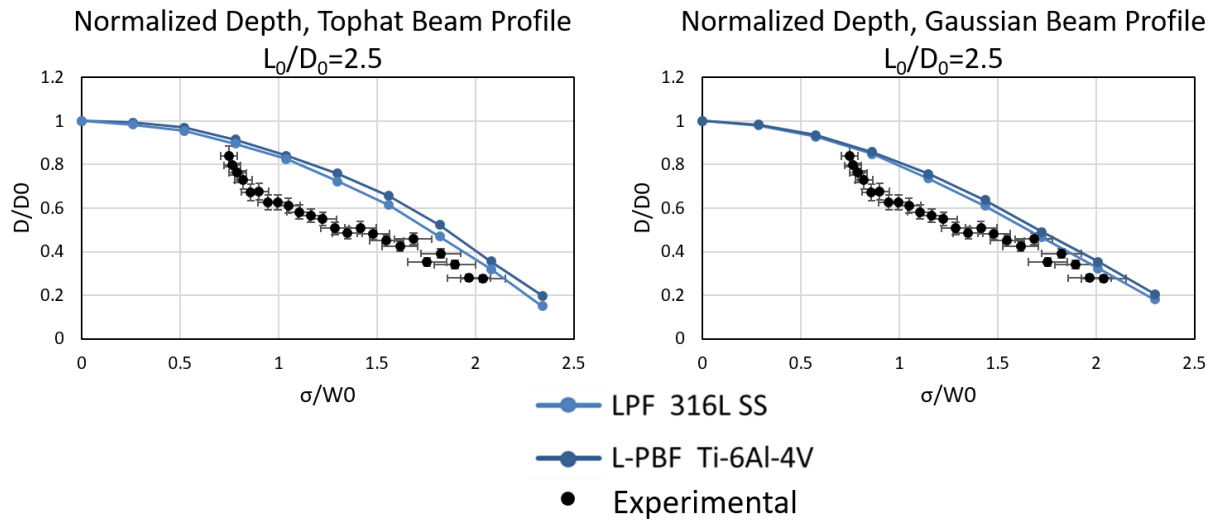 Normalized Depth, Tophat Beam Profile
L₀/D₀=2.5
D/D0
1.2
1
0.8
0.6
0.4
0.2
0
0 0.5 1 1.5 2 2.5
σ/W0
Normalized Depth, Gaussian Beam Profile
L₀/D₀=2.5
D/D0
1.2
1
0.8
0.6
0.4
0.2
0
0 0.5 1 1.5 2 2.5
σ/W0
LPF 316L SS
L-PBF Ti-6Al-4V
Experimental